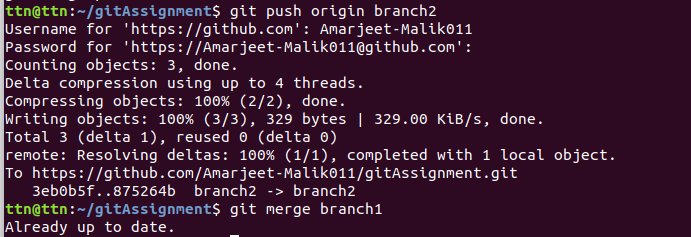 ttn@ttn:~/gitAssignment$ git push origin branch2
Username for 'https://github.com': Amarjeet-Malik011
Password for 'https://Amarjeet-Malik011@github.com':
Counting objects: 3, done.
Delta compression using up to 4 threads.
Compressing objects: 100% (2/2), done.
Writing objects: 100% (3/3), 329 bytes | 329.00 KiB/s, done.
Total 3 (delta 1), reused 0 (delta 0)
remote: Resolving deltas: 100% (1/1), completed with 1 local object.
To https://github.com/Amarjeet-Malik011/gitAssignment.git
   3eb0b5f..875264b  branch2 -> branch2
ttn@ttn:~/gitAssignment$ git merge branch1
Already up to date.